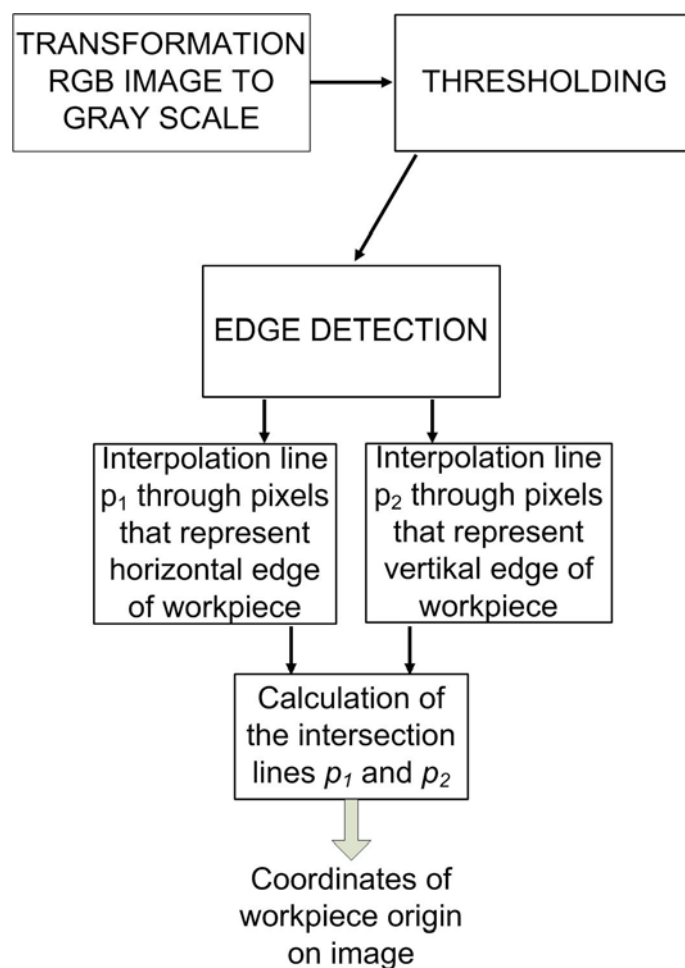 TRANSFORMATION
RGB IMAGE TO
GRAY SCALE
THRESHOLDING
EDGE DETECTION
Interpolation line
p₁ through pixels
that represent
horizontal edge
of workpiece
Interpolation line
p₂ through pixels
that represent
vertikal edge of
workpiece
Calculation of
the intersection
lines p₁ and p₂
Coordinates of
workpiece origin
on image